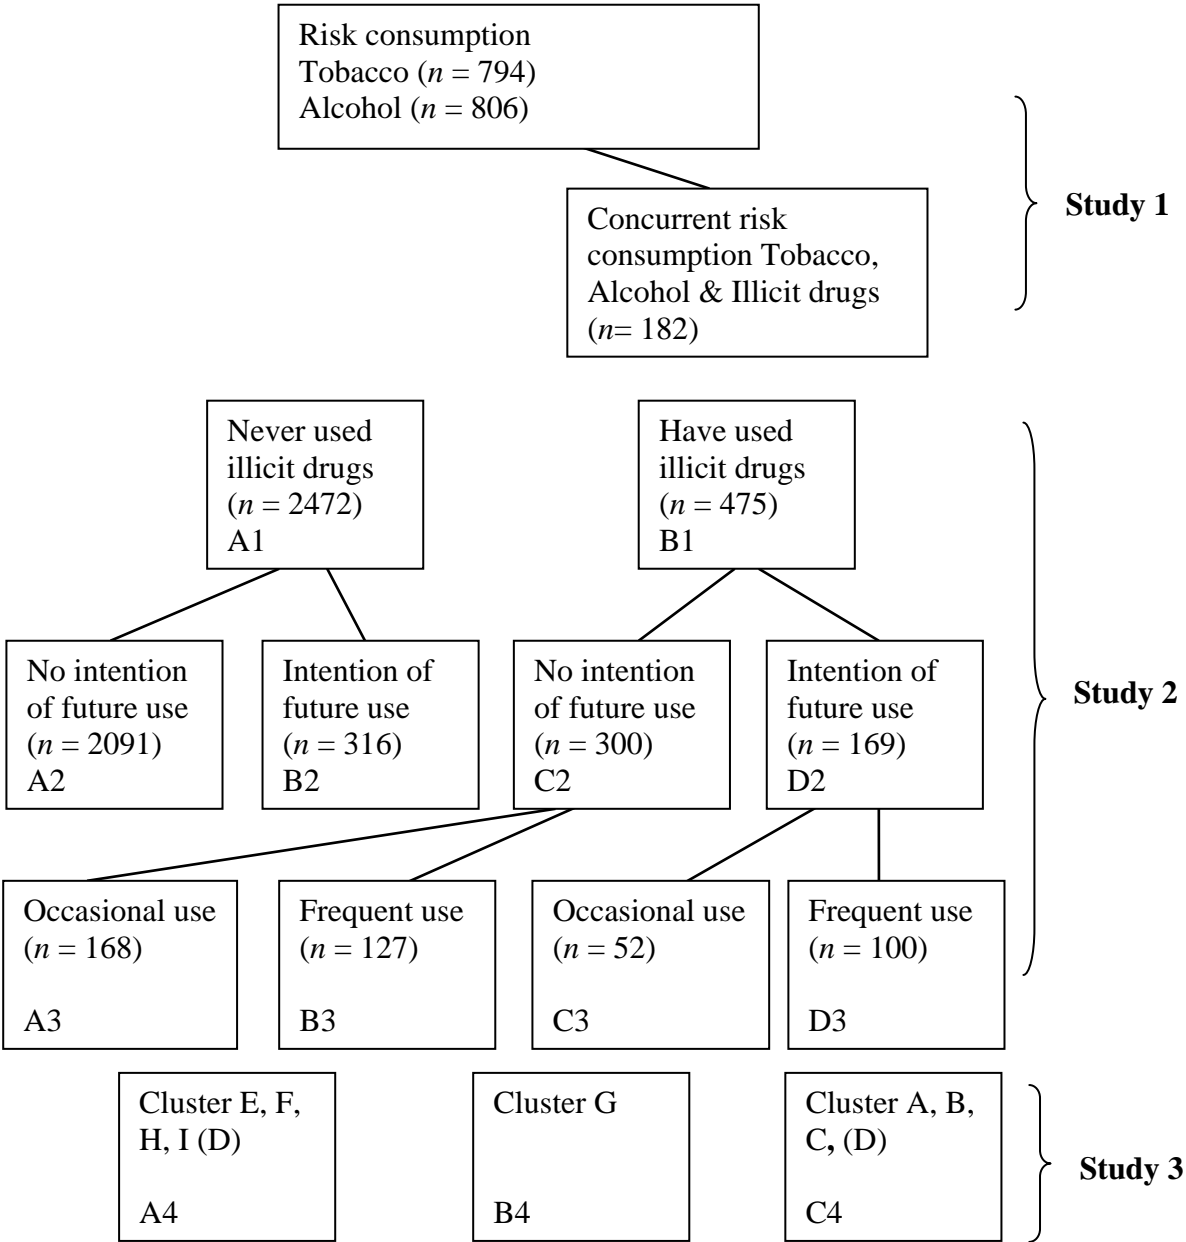 Risk consumption
Tobacco (n = 794)
Alcohol (n = 806)
Concurrent risk
consumption Tobacco,
Alcohol & Illicit drugs
(n= 182)
Study 1
Never used
illicit drugs
(n = 2472)
A1
Have used
illicit drugs
(n = 475)
B1
No intention
of future use
(n = 2091)
A2
Intention of
future use
(n = 316)
B2
No intention
of future use
(n = 300)
C2
Intention of
future use
(n = 169)
D2
Study 2
Occasional use
(n = 168)
A3
Frequent use
(n = 127)
B3
Occasional use
(n = 52)
C3
Frequent use
(n = 100)
D3
Cluster E, F,
H, I (D)
A4
Cluster G
B4
Cluster A, B,
C, (D)
C4
Study 3